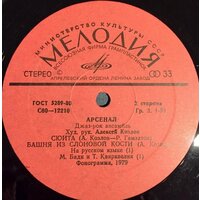 МИНИСТЕРСТВО КУЛЬТУРЫ СССР
МЕЛОДИЯ
ВСЕСОЮЗНАЯ ФИРМА ГРАМПЛАСТИНОК
СТЕРЕО 33
АПРЕЛЕВСКИЙ ОРДЕНА ЛЕНИНА ЗАВОД
ГОСТ 5289-80 2 сторона
С60—12210
АРСЕНАЛ
Джаз-рок ансамбль
Худ. рук. Алексей Козлов
СЮИТА (А. Козлов—Р.
БАШНЯ ИЗ СЛОНОВОЙ КОСТИ (А.
На русском языке (1)
М. и Т. Квирквелия (1)
Фонограмма, 1979